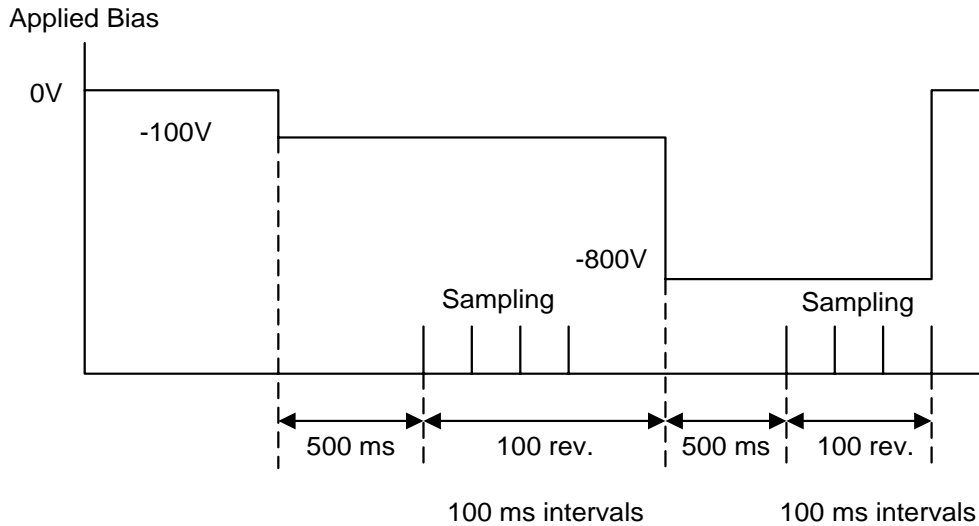 Applied Bias
0V
-100V
-800V
Sampling
Sampling
500 ms
100 rev.
500 ms
100 rev.
100 ms intervals
100 ms intervals